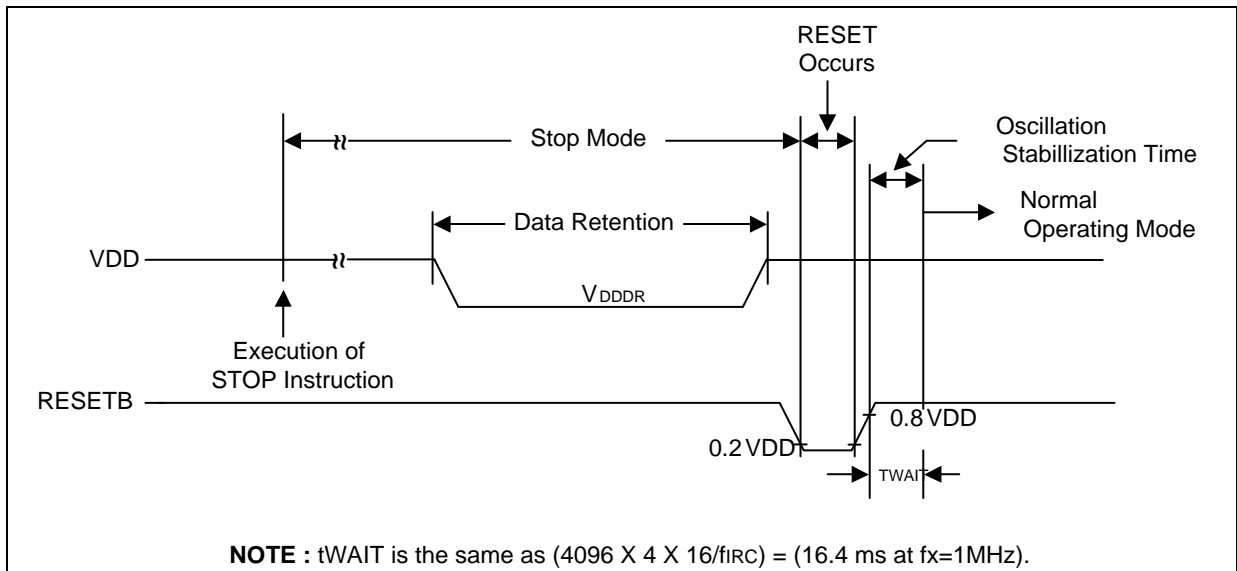 RESET
Occurs
Stop Mode
Oscillation
Stabillization Time
Normal
Operating Mode
Data Retention
VDD
VDDDR
Execution of
STOP Instruction
RESETB
0.2 VDD
0.8 VDD
TWAIT
NOTE : tWAIT is the same as (4096 X 4 X 16/fIRC) = (16.4 ms at fx=1MHz).